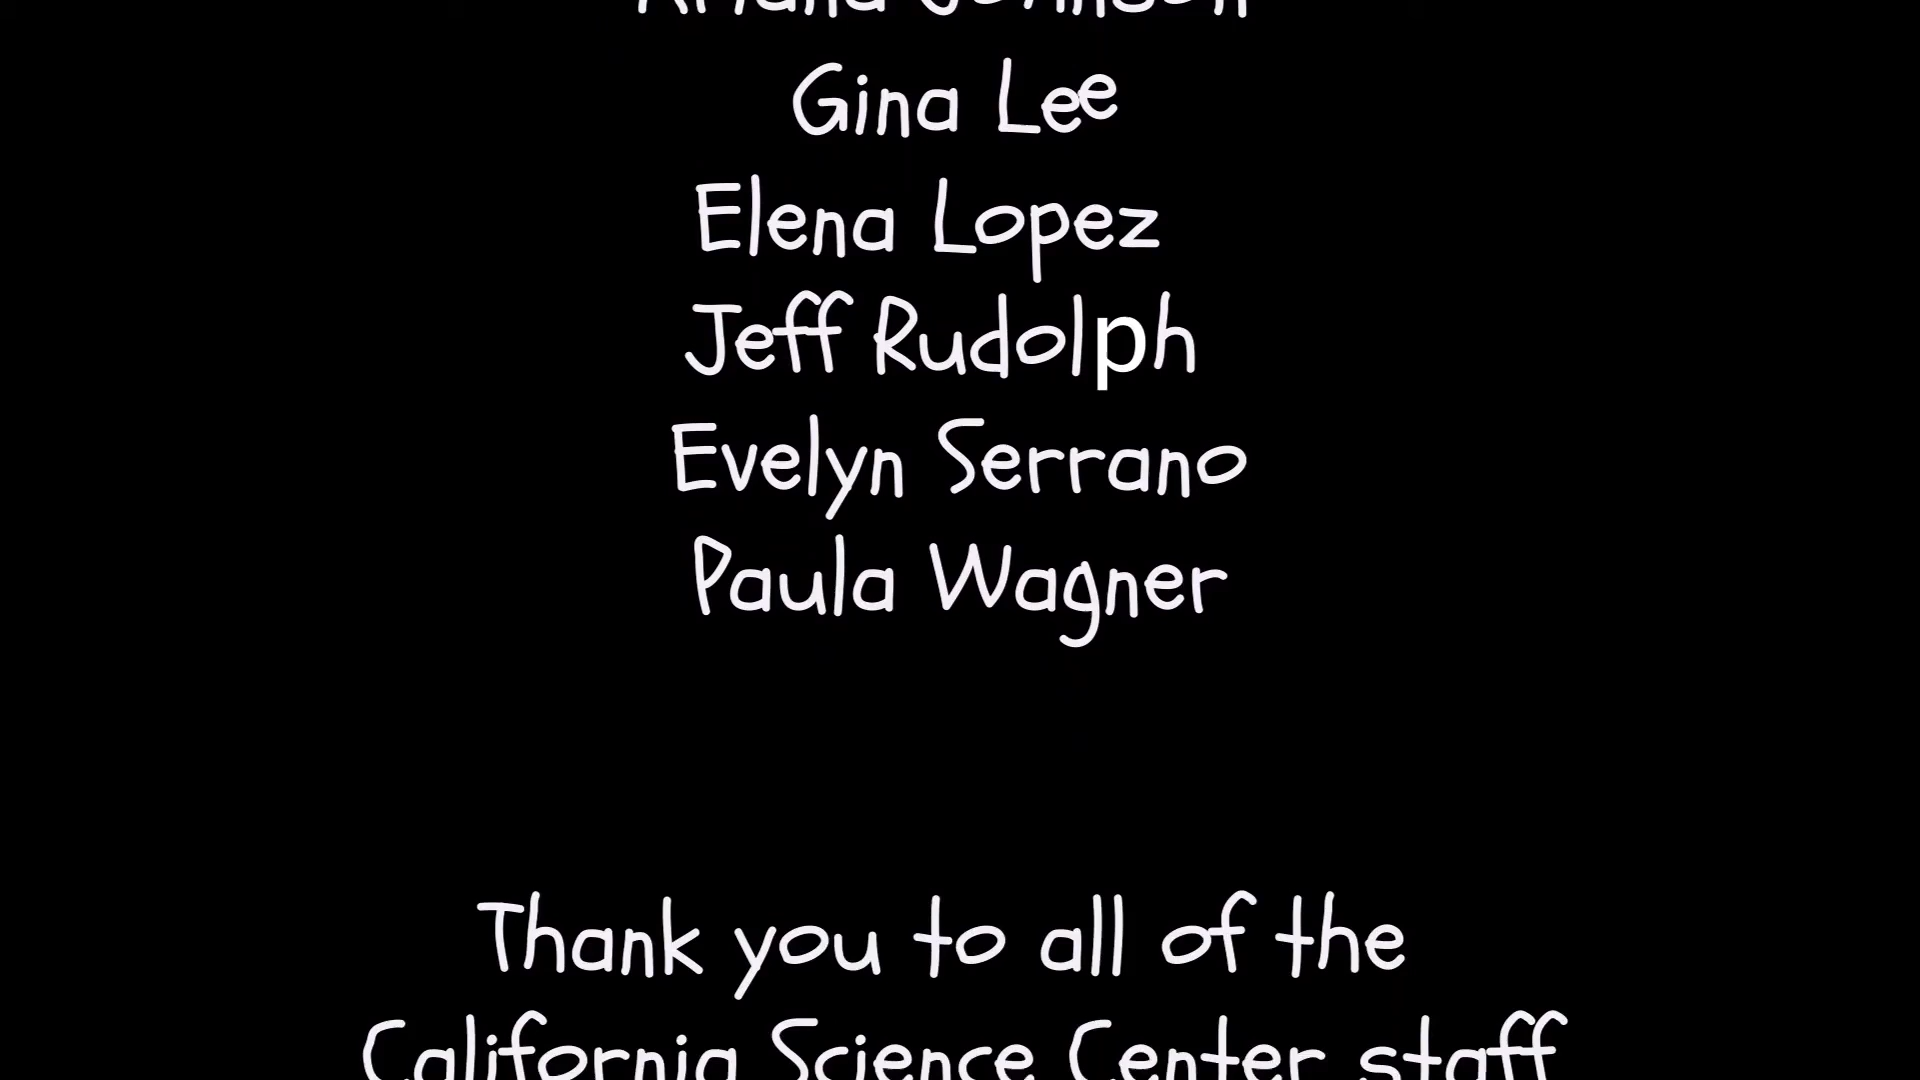 Johnson
Gina Lee
Elena Lopez
Jeff Rudolph
Evelyn Serrano
Paula Wagner
Thank you to all of the
California Science Center staff